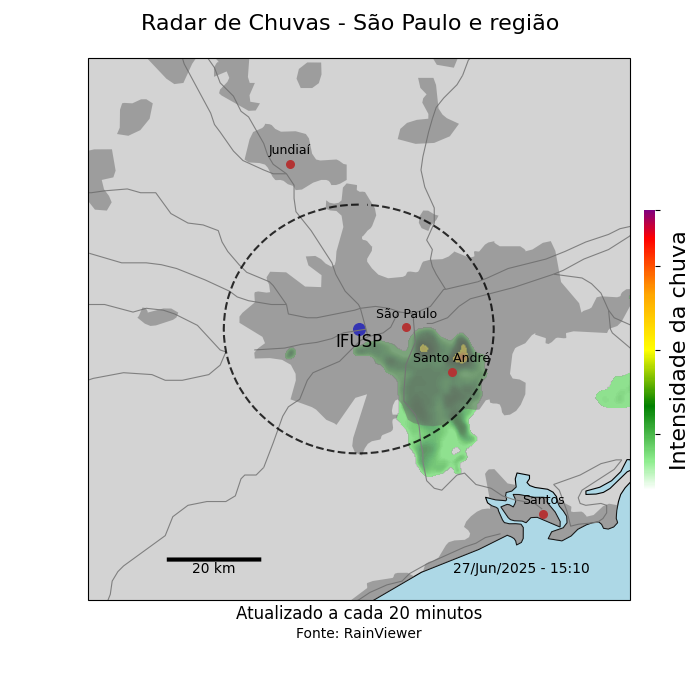 Radar de Chuvas - São Paulo e região
Jundiaí
São Paulo
IFUSP
Santo André
Santos
20 km
27/Jun/2025 - 15:10
Intensidade da chuva
Atualizado a cada 20 minutos
Fonte: RainViewer